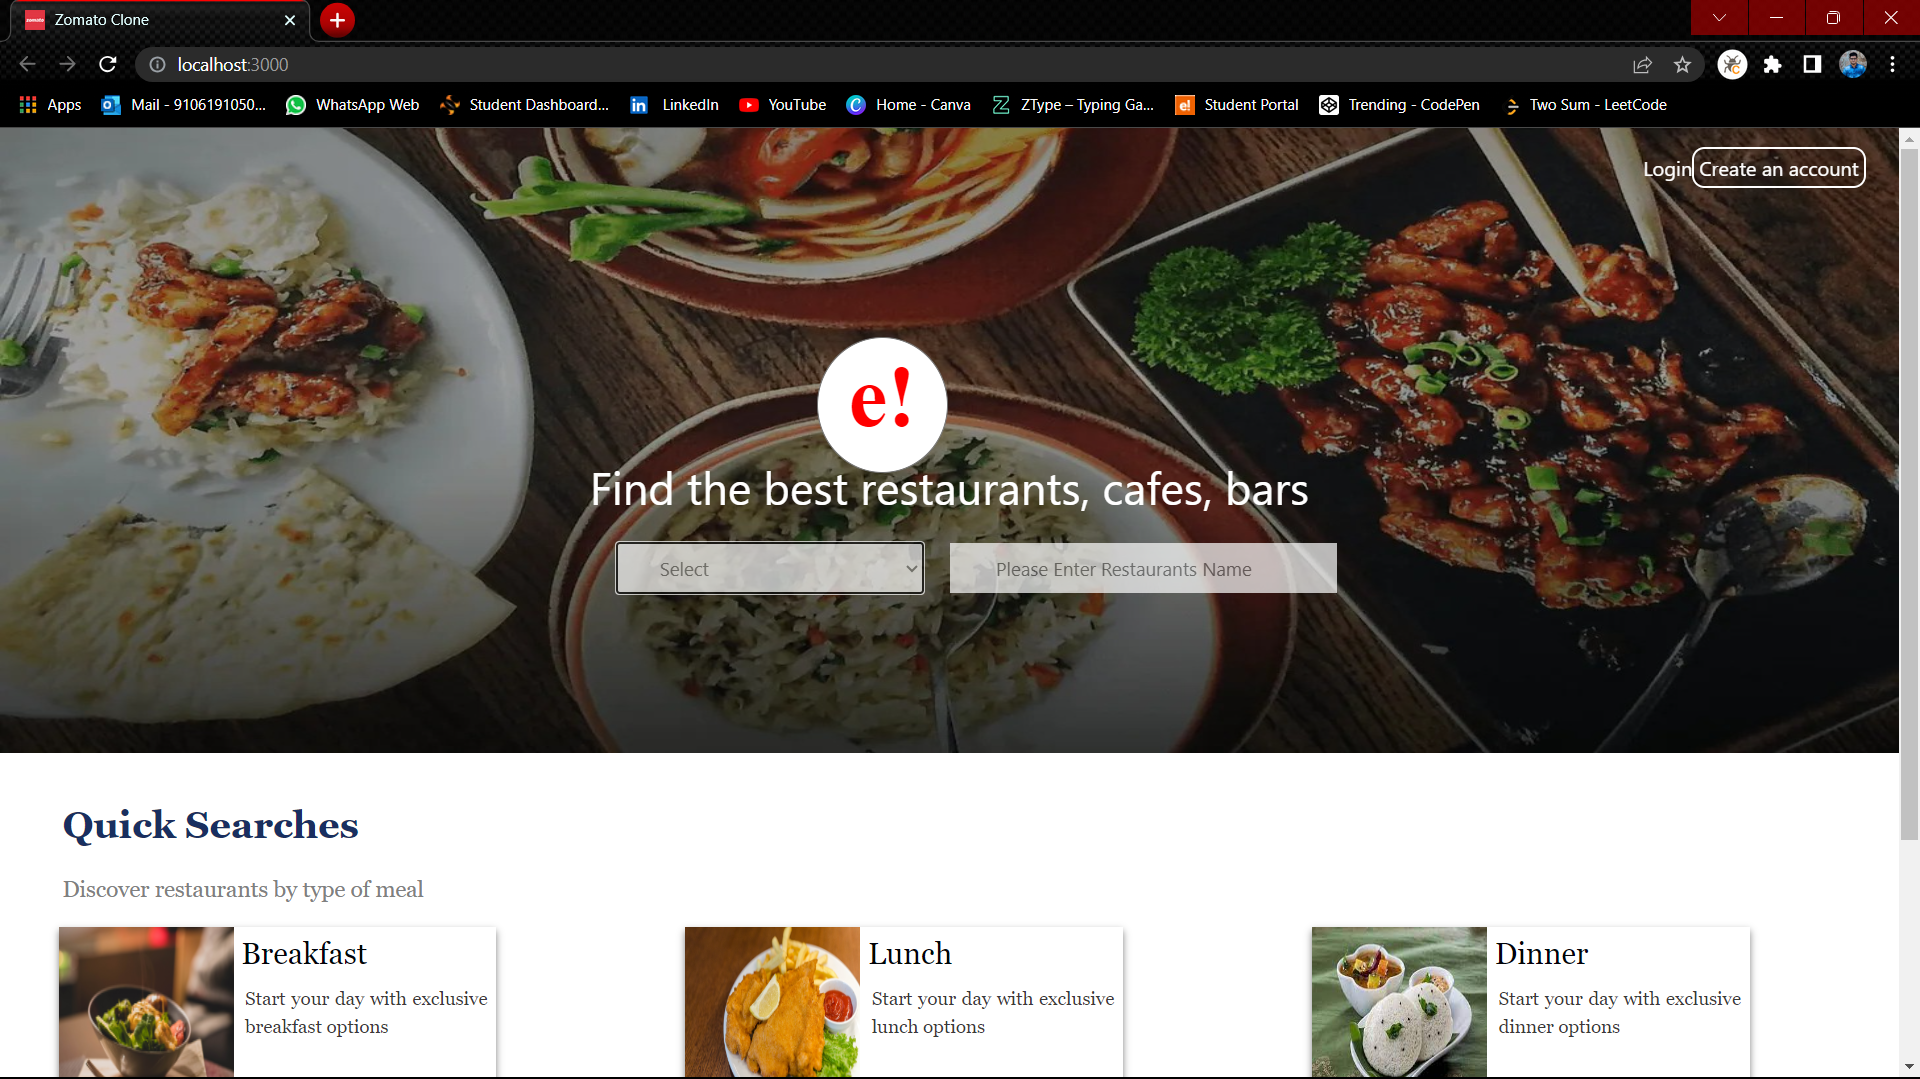 zomato
Zomato Clone
localhost:3000
Apps
Mail - 9106191050...
WhatsApp Web
Student Dashboard...
LinkedIn
YouTube
Home - Canva
ZType – Typing Ga...
Student Portal
Trending - CodePen
Two Sum - LeetCode
Login
Create an account
e!
Find the best restaurants, cafes, bars
Select
Please Enter Restaurants Name
Quick Searches
Discover restaurants by type of meal
Breakfast
Start your day with exclusive
breakfast options
Lunch
Start your day with exclusive
lunch options
Dinner
Start your day with exclusive
dinner options